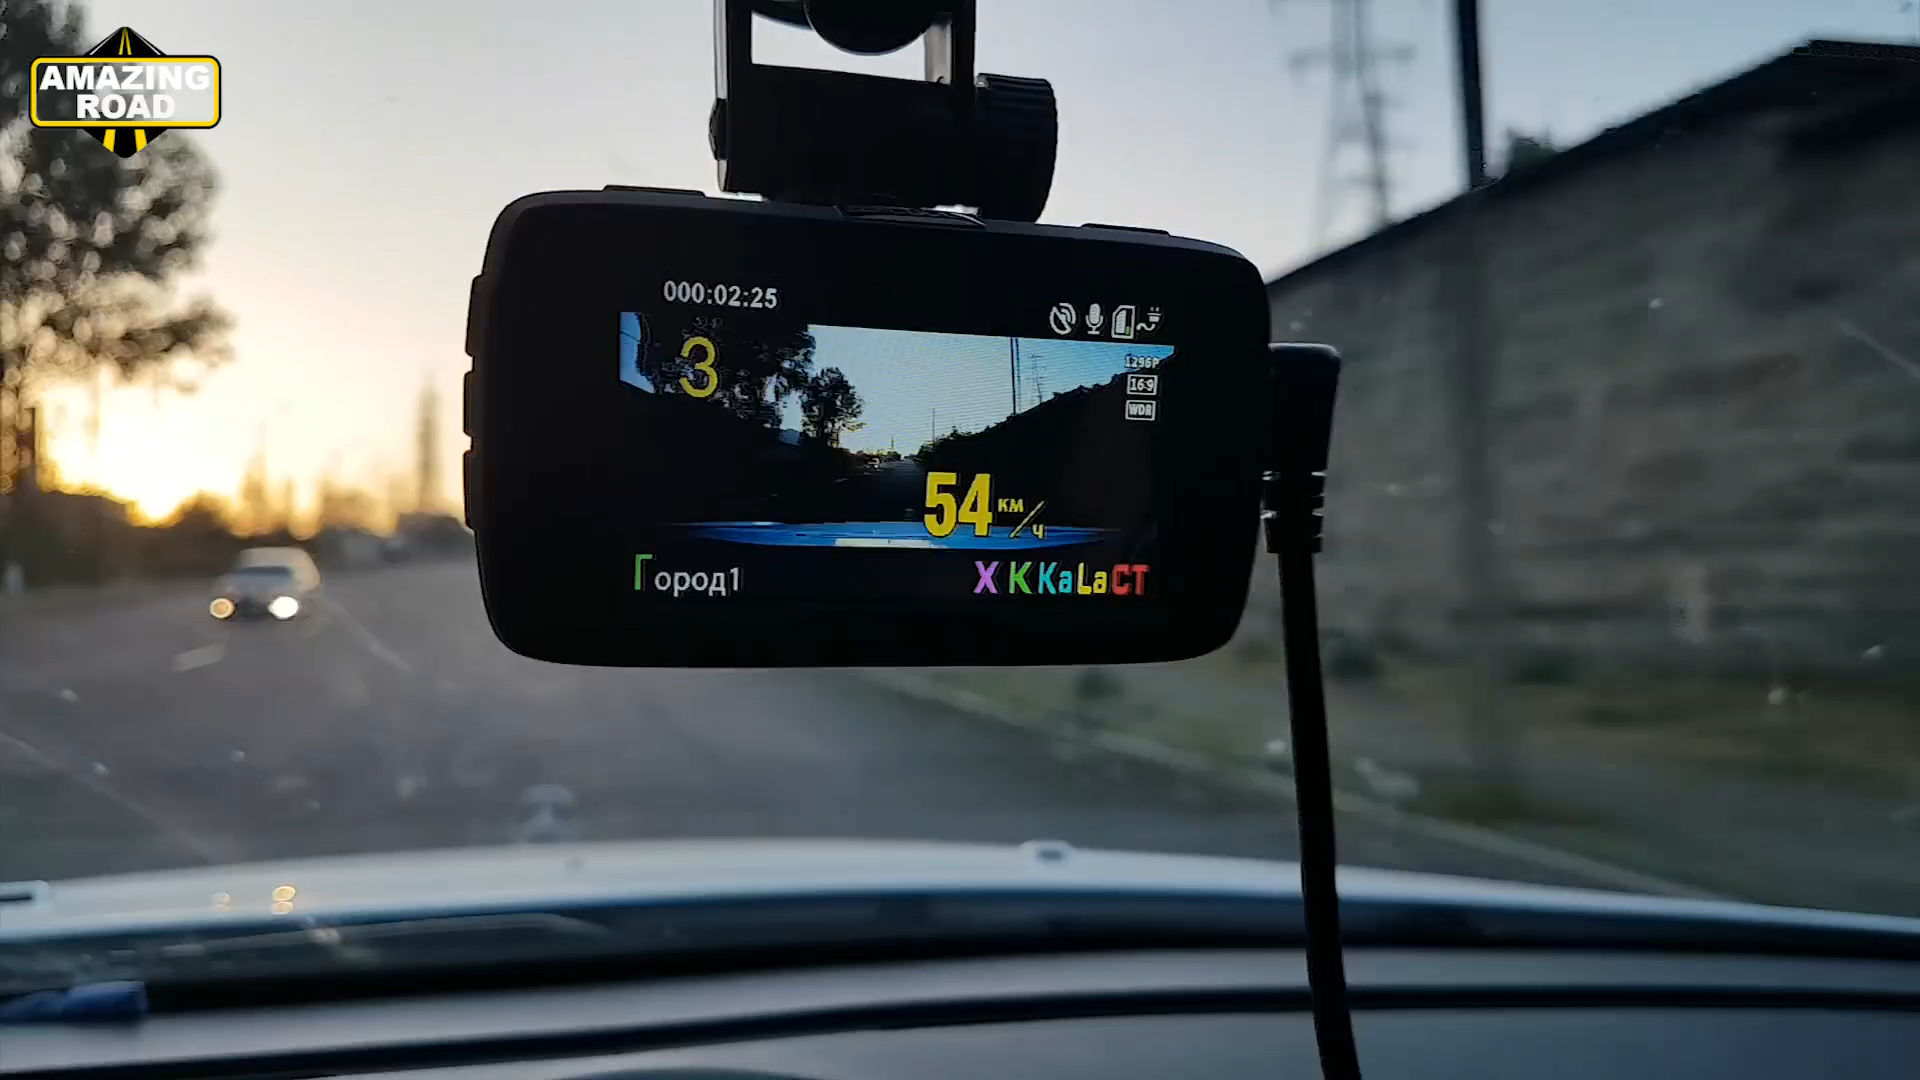 AMAZING
ROAD
000:02:25
3
1296P
16:9
WDR
54 км/ч
Город1
X K Ka La CT